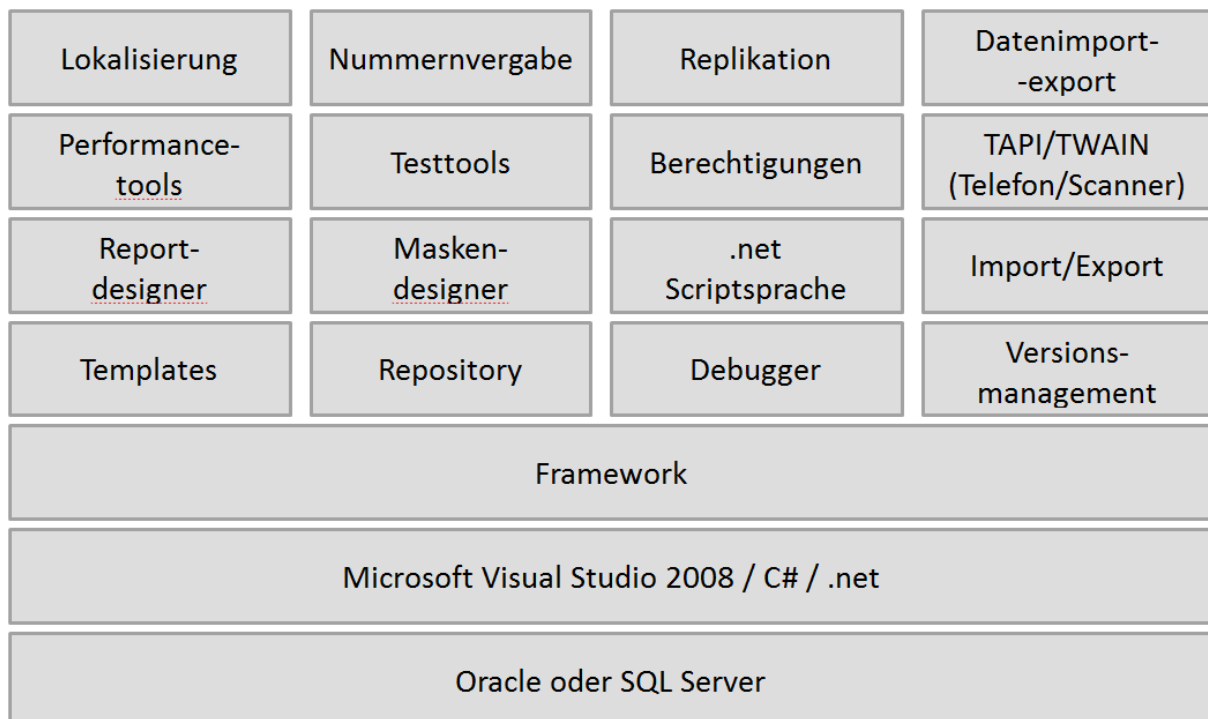 Lokalisierung
Nummernvergabe
Replikation
Datenimport-
-export
Performance-
tools
Testtools
Berechtigungen
TAPI/TWAIN
(Telefon/Scanner)
Report-
designer
Masken-
designer
.net
Scriptsprache
Import/Export
Templates
Repository
Debugger
Versions-
management
Framework
Microsoft Visual Studio 2008 / C# / .net
Oracle oder SQL Server